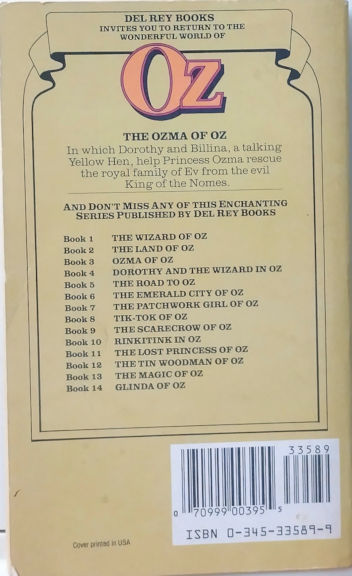 DEL REY BOOKS
INVITES YOU TO RETURN TO THE
WONDERFUL WORLD OF
Oz
THE OZMA OF OZ
In which Dorothy and Billina, a talking
Yellow Hen, help Princess Ozma rescue
the royal family of Ev from the evil
King of the Nomes.
AND DON'T MISS ANY OF THIS ENCHANTING
SERIES PUBLISHED BY DEL REY BOOKS
Book 1 THE WIZARD OF OZ
Book 2 THE LAND OF OZ
Book 3 OZMA OF OZ
Book 4 DOROTHY AND THE WIZARD IN OZ
Book 5 THE ROAD TO OZ
Book 6 THE EMERALD CITY OF OZ
Book 7 THE PATCHWORK GIRL OF OZ
Book 8 TIK-TOK OF OZ
Book 9 THE SCARECROW OF OZ
Book 10 RINKITINK IN OZ
Book 11 THE LOST PRINCESS OF OZ
Book 12 THE TIN WOODMAN OF OZ
Book 13 THE MAGIC OF OZ
Book 14 GLINDA OF OZ
33589
0 70999 00395 5
ISBN 0-345-33589-9
Cover printed in USA